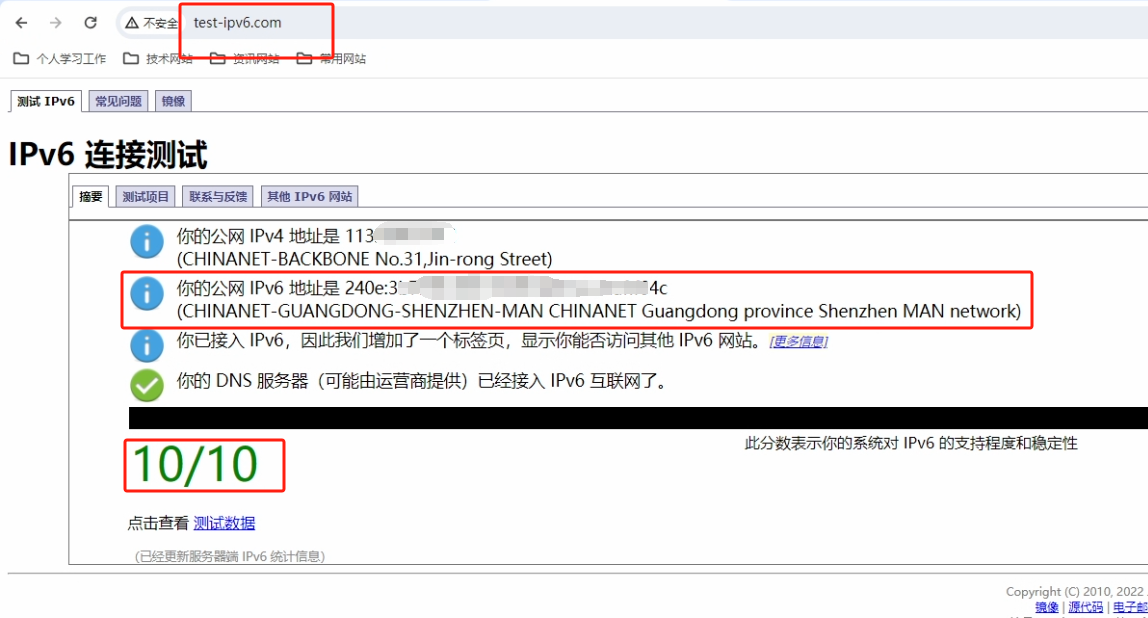 不安全 test-ipv6.com
个人学习工作 技术网站 资讯网站 常用网站
测试 IPv6 常见问题 镜像
IPv6 连接测试
摘要 测试项目 联系与反馈 其他 IPv6 网站
你的公网 IPv4 地址是 113
(CHINANET-BACKBONE No.31,Jin-rong Street)
你的公网 IPv6 地址是 240e:3 4c
(CHINANET-GUANGDONG-SHENZHEN-MAN CHINANET Guangdong province Shenzhen MAN network)
你已接入 IPv6，因此我们增加了一个标签页，显示你能否访问其他 IPv6 网站。 [更多信息]
你的 DNS 服务器（可能由运营商提供）已经接入 IPv6 互联网了。
10/10
此分数表示你的系统对 IPv6 的支持程度和稳定性
点击查看 测试数据
(已经更新服务器端 IPv6 统计信息)
Copyright (C) 2010, 2022
镜像 | 源代码 | 电子邮